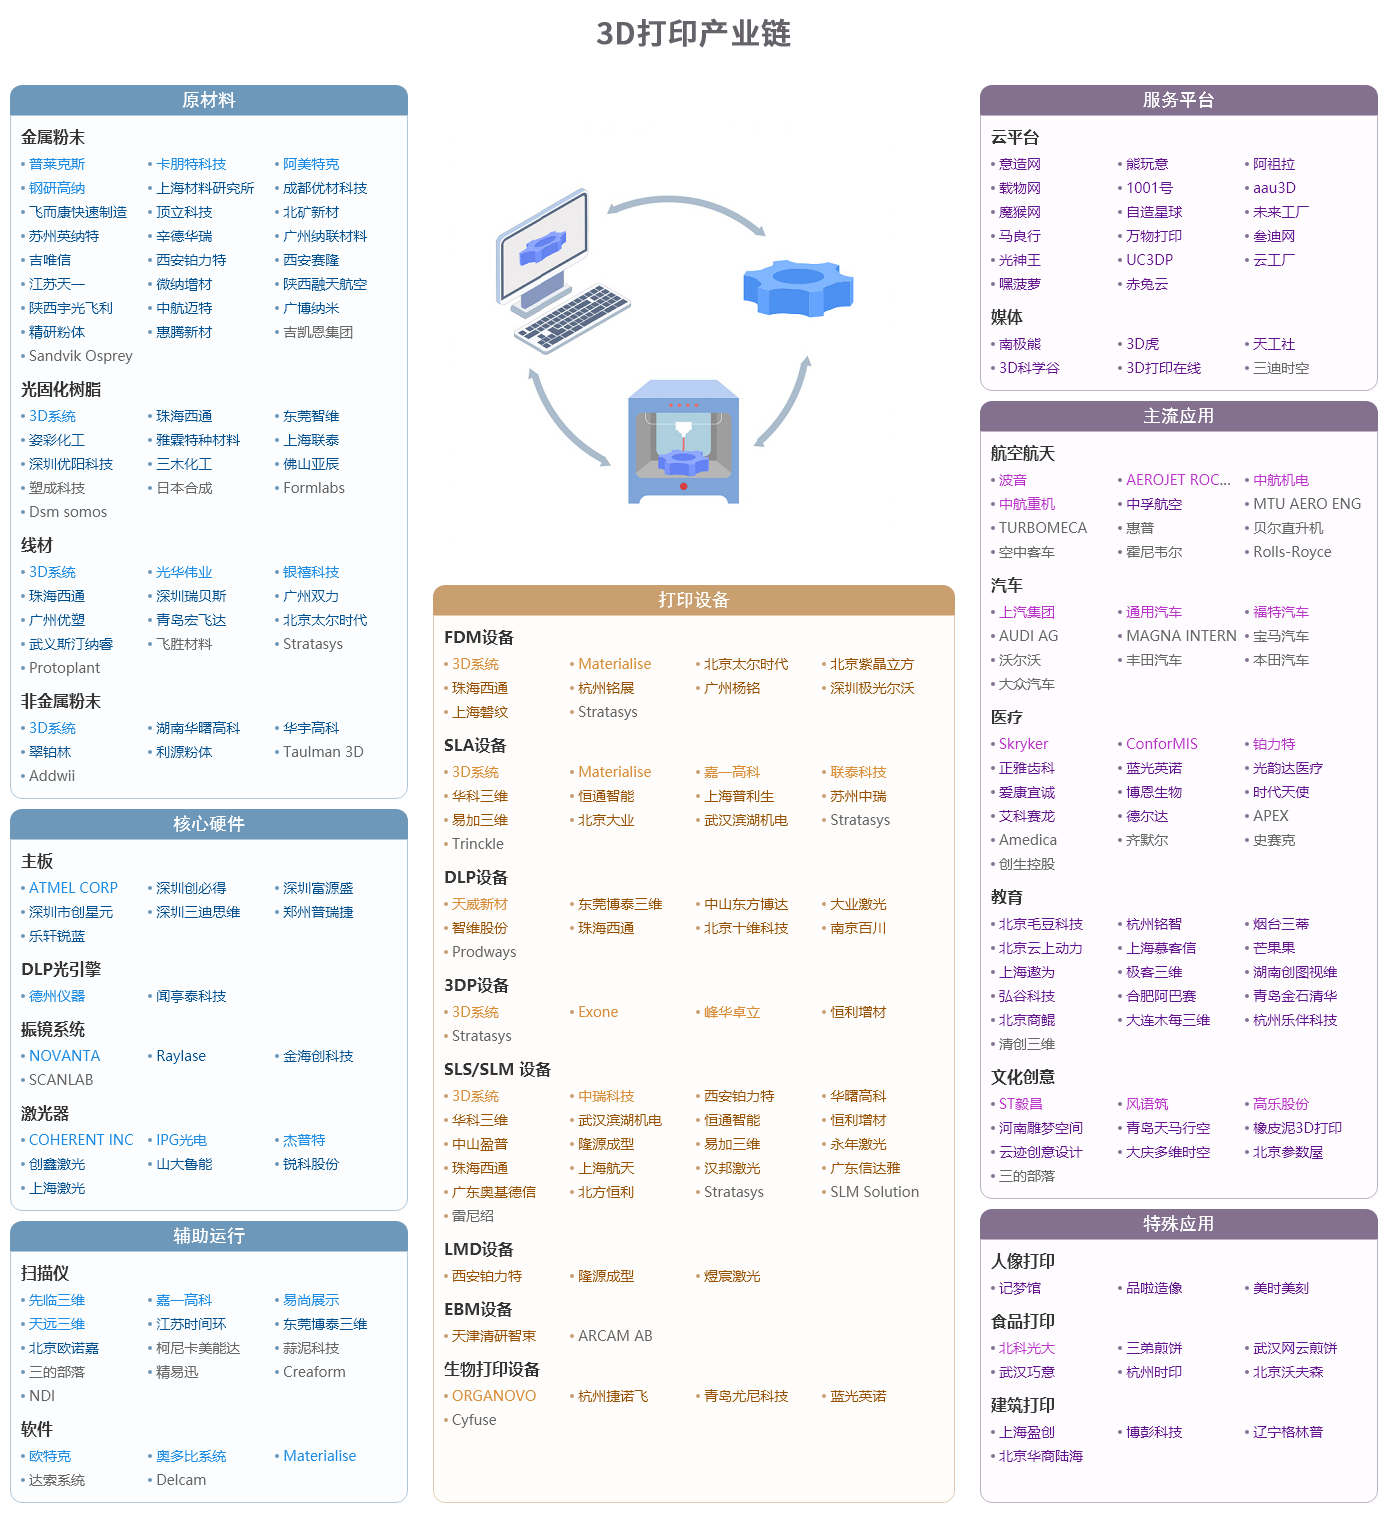 3D打印产业链
原材料
金属粉末
普莱克斯 卡朋特科技 阿美特克
钢研高纳 上海材料研究所 成都优材科技
飞而康快速制造 顶立科技 北矿新材
苏州英纳特 辛德华瑞 广州纳联材料
吉唯信 西安铂力特 西安赛隆
江苏天一 微纳增材 陕西融天航空
陕西宇光飞利 中航迈特 广博纳米
精研粉体 惠腾新材 吉凯恩集团
Sandvik Osprey
光固化树脂
3D系统 珠海西通 东莞智维
姿彩化工 雅霖特种材料 上海联泰
深圳优阳科技 三木化工 佛山亚辰
塑成科技 日本合成 Formlabs
Dsm somos
线材
3D系统 光华伟业 银禧科技
珠海西通 深圳瑞贝斯 广州双力
广州优塑 青岛宏飞达 北京太尔时代
武义斯汀纳睿 飞胜材料 Stratasys
Protoplant
非金属粉末
3D系统 湖南华曙高科 华宇高科
翠铂林 利源粉体 Taulman 3D
Addwii
核心硬件
主板
ATMEL CORP 深圳创必得 深圳富源盛
深圳市创星元 深圳三迪思维 郑州普瑞捷
乐轩锐蓝
DLP光引擎
德州仪器 闻亭泰科技
振镜系统
NOVANTA Raylase 金海创科技
SCANLAB
激光器
COHERENT INC IPG光电 杰普特
创鑫激光 山大鲁能 锐科股份
上海激光
辅助运行
扫描仪
先临三维 嘉一高科 易尚展示
天远三维 江苏时间环 东莞博泰三维
北京欧诺嘉 柯尼卡美能达 蒜泥科技
三的部落 精易迅 Creaform
NDI
软件
欧特克 奥多比系统 Materialise
达索系统 Delcam
打印设备
FDM设备
3D系统 Materialise 北京太尔时代 北京紫晶立方
珠海西通 杭州铭展 广州杨铭 深圳极光尔沃
上海磐纹 Stratasys
SLA设备
3D系统 Materialise 嘉一高科 联泰科技
华科三维 恒通智能 上海普利生 苏州中瑞
易加三维 北京大业 武汉滨湖机电 Stratasys
Trinckle
DLP设备
天威新材 东莞博泰三维 中山东方博达 大业激光
智维股份 珠海西通 北京十维科技 南京百川
Prodways
3DP设备
3D系统 Exone 峰华卓立 恒利增材
Stratasys
SLS/SLM 设备
3D系统 中瑞科技 西安铂力特 华曙高科
华科三维 武汉滨湖机电 恒通智能 恒利增材
中山盈普 隆源成型 易加三维 永年激光
珠海西通 上海航天 汉邦激光 广东信达雅
广东奥基德信 北方恒利 Stratasys SLM Solution
雷尼绍
LMD设备
西安铂力特 隆源成型 煜宸激光
EBM设备
天津清研智束 ARCAM AB
生物打印设备
ORGANOVO 杭州捷诺飞 青岛尤尼科技 蓝光英诺
Cyfuse
服务平台
云平台
意造网 熊玩意 阿祖拉
载物网 1001号 aau3D
魔猴网 自造星球 未来工厂
马良行 万物打印 叁迪网
光神王 UC3DP 云工厂
嘿菠萝 赤兔云
媒体
南极熊 3D虎 天工社
3D科学谷 3D打印在线 三迪时空
主流应用
航空航天
波音 AEROJET ROC... 中航机电
中航重机 中孚航空 MTU AERO ENG
TURBOMECA 惠普 贝尔直升机
空中客车 霍尼韦尔 Rolls-Royce
汽车
上汽集团 通用汽车 福特汽车
AUDI AG MAGNA INTERN 宝马汽车
沃尔沃 丰田汽车 本田汽车
大众汽车
医疗
Skryker ConforMIS 铂力特
正雅齿科 蓝光英诺 光韵达医疗
爱康宜诚 博恩生物 时代天使
艾科赛龙 德尔达 APEX
Amedica 齐默尔 史赛克
创生控股
教育
北京毛豆科技 杭州铭智 烟台三蒂
北京云上动力 上海慕客信 芒果果
上海遨为 极客三维 湖南创图视维
弘谷科技 合肥阿巴赛 青岛金石清华
北京商鲲 大连木每三维 杭州乐伴科技
清创三维
文化创意
ST毅昌 风语筑 高乐股份
河南雕梦空间 青岛天马行空 橡皮泥3D打印
云迹创意设计 大庆多维时空 北京参数屋
三的部落
特殊应用
人像打印
记梦馆 品啦造像 美时美刻
食品打印
北科光大 三弟煎饼 武汉网云煎饼
武汉巧意 杭州时印 北京沃夫森
建筑打印
上海盈创 博彭科技 辽宁格林普
北京华商陆海